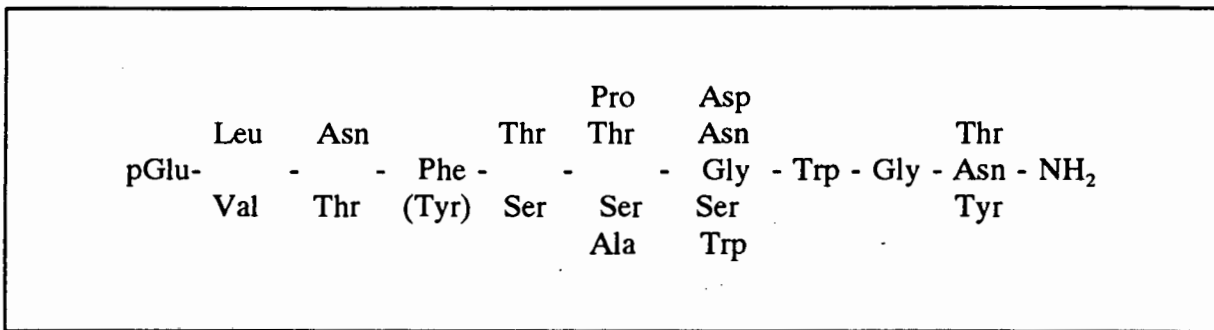 Pro Asp
Leu Asn Thr Thr Asn Thr
pGlu- - - Phe - - - Gly - Trp - Gly - Asn - NH₂
Val Thr (Tyr) Ser Ser Ser Tyr
Ala Trp